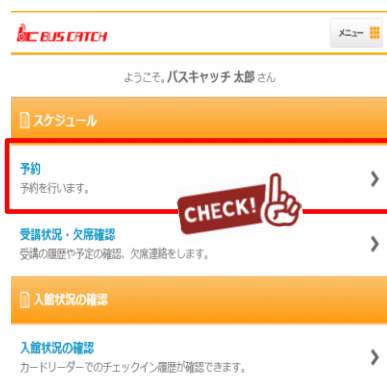 BUS CATCH
メニュー
ようこそ。バスキャッチ 太郎 さん
スケジュール
予約
予約を行います。
CHECK!
受講状況・欠席確認
受講の履歴や予定の確認、欠席連絡をします。
入館状況の確認
入館状況の確認
カードリーダーでのチェックイン履歴が確認できます。